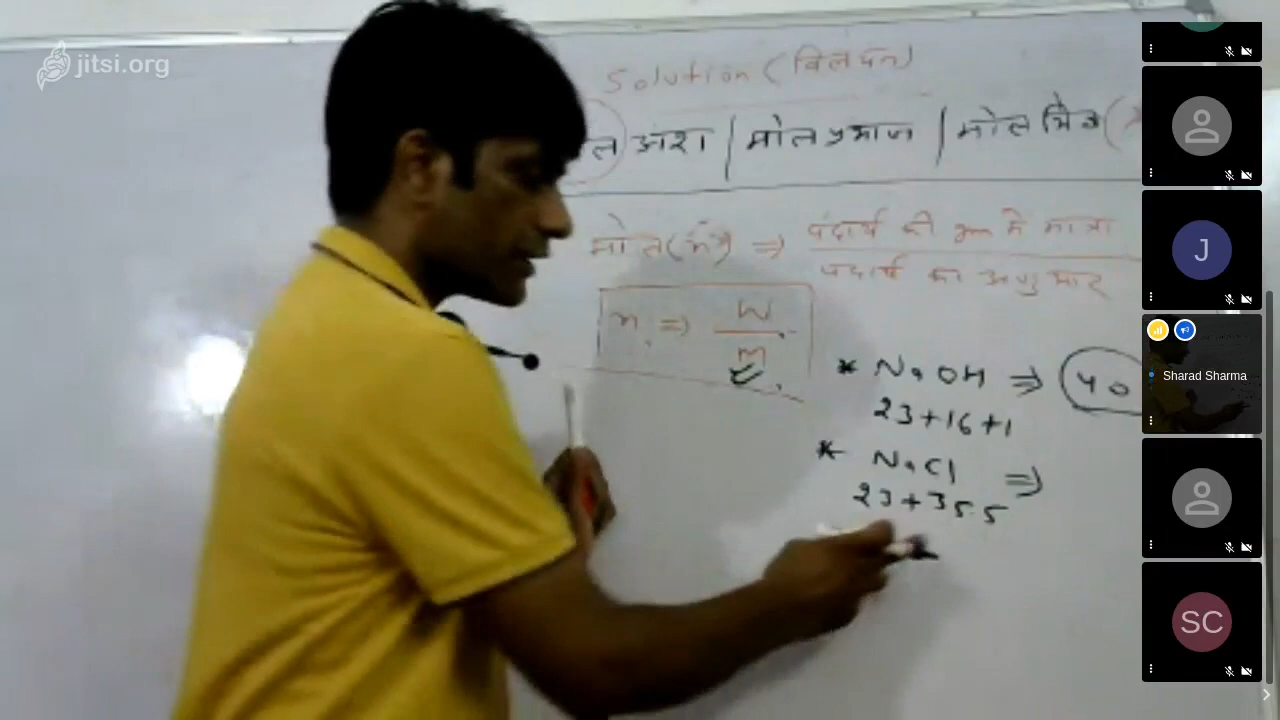 jitsi.org
Solution (विलयन)
ल अंश | मोल प्रभाज | मोल भिन्न (
मोल (n) => पदार्थ की gm में मात्रा
पदार्थ का अणुभार
n => W
m
* NaOH => 40
23+16+1
* NaCl =>
23+35.5
J
Sharad Sharma
SC